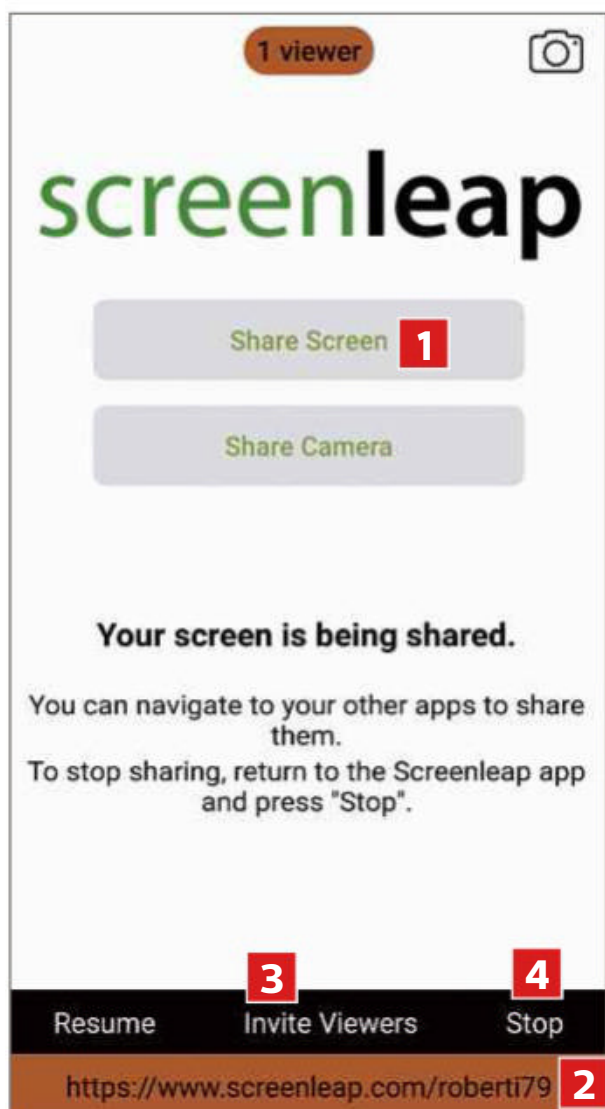 1 viewer
screenleap
Share Screen 1
Share Camera
Your screen is being shared.
You can navigate to your other apps to share
them.
To stop sharing, return to the Screenleap app
and press "Stop".
3 4
Resume Invite Viewers Stop
https://www.screenleap.com/roberti79 2